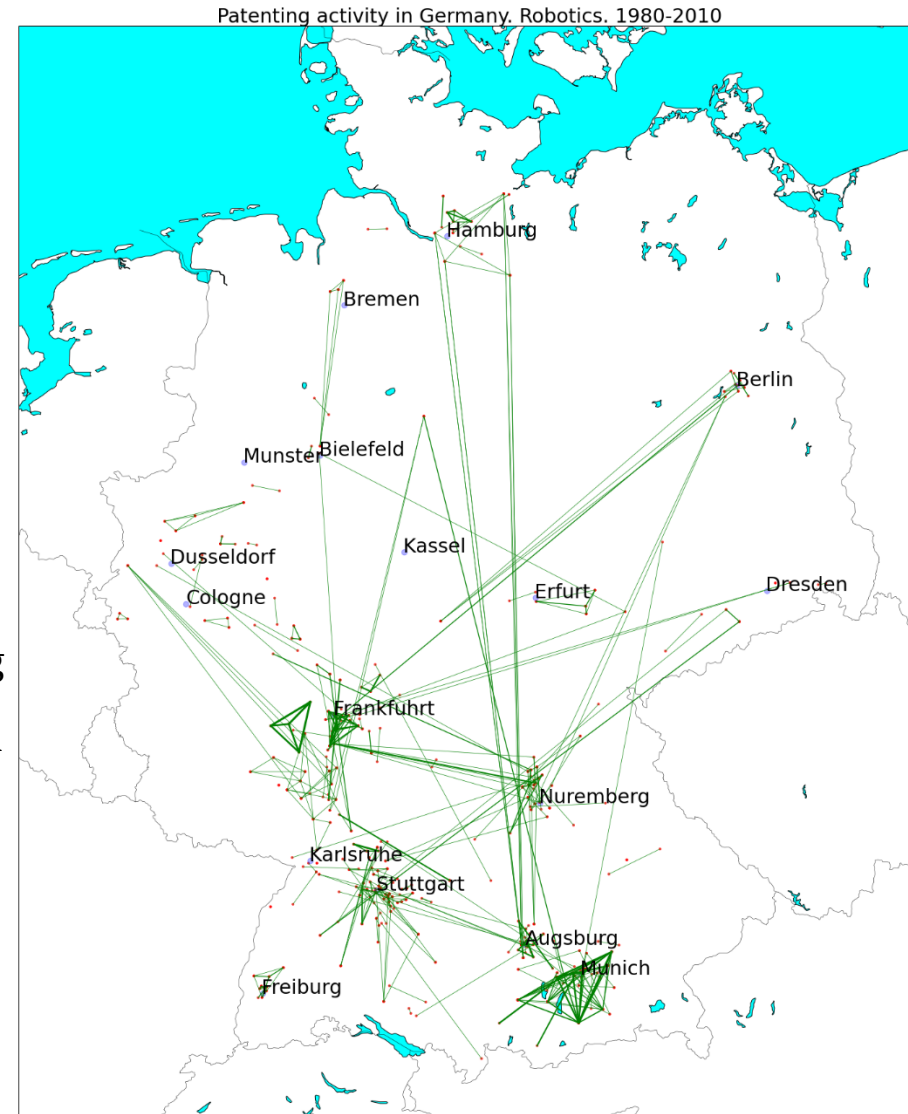 Patenting activity in Germany. Robotics. 1980-2010
Hamburg
Bremen
Berlin
Bielefeld
Munster
Kassel
Dusseldorf
Erfurt
Dresden
Cologne
g
Frankfuhrt
Nuremberg
Karlsruhe
Stuttgart
Augsburg
Munich
Freiburg